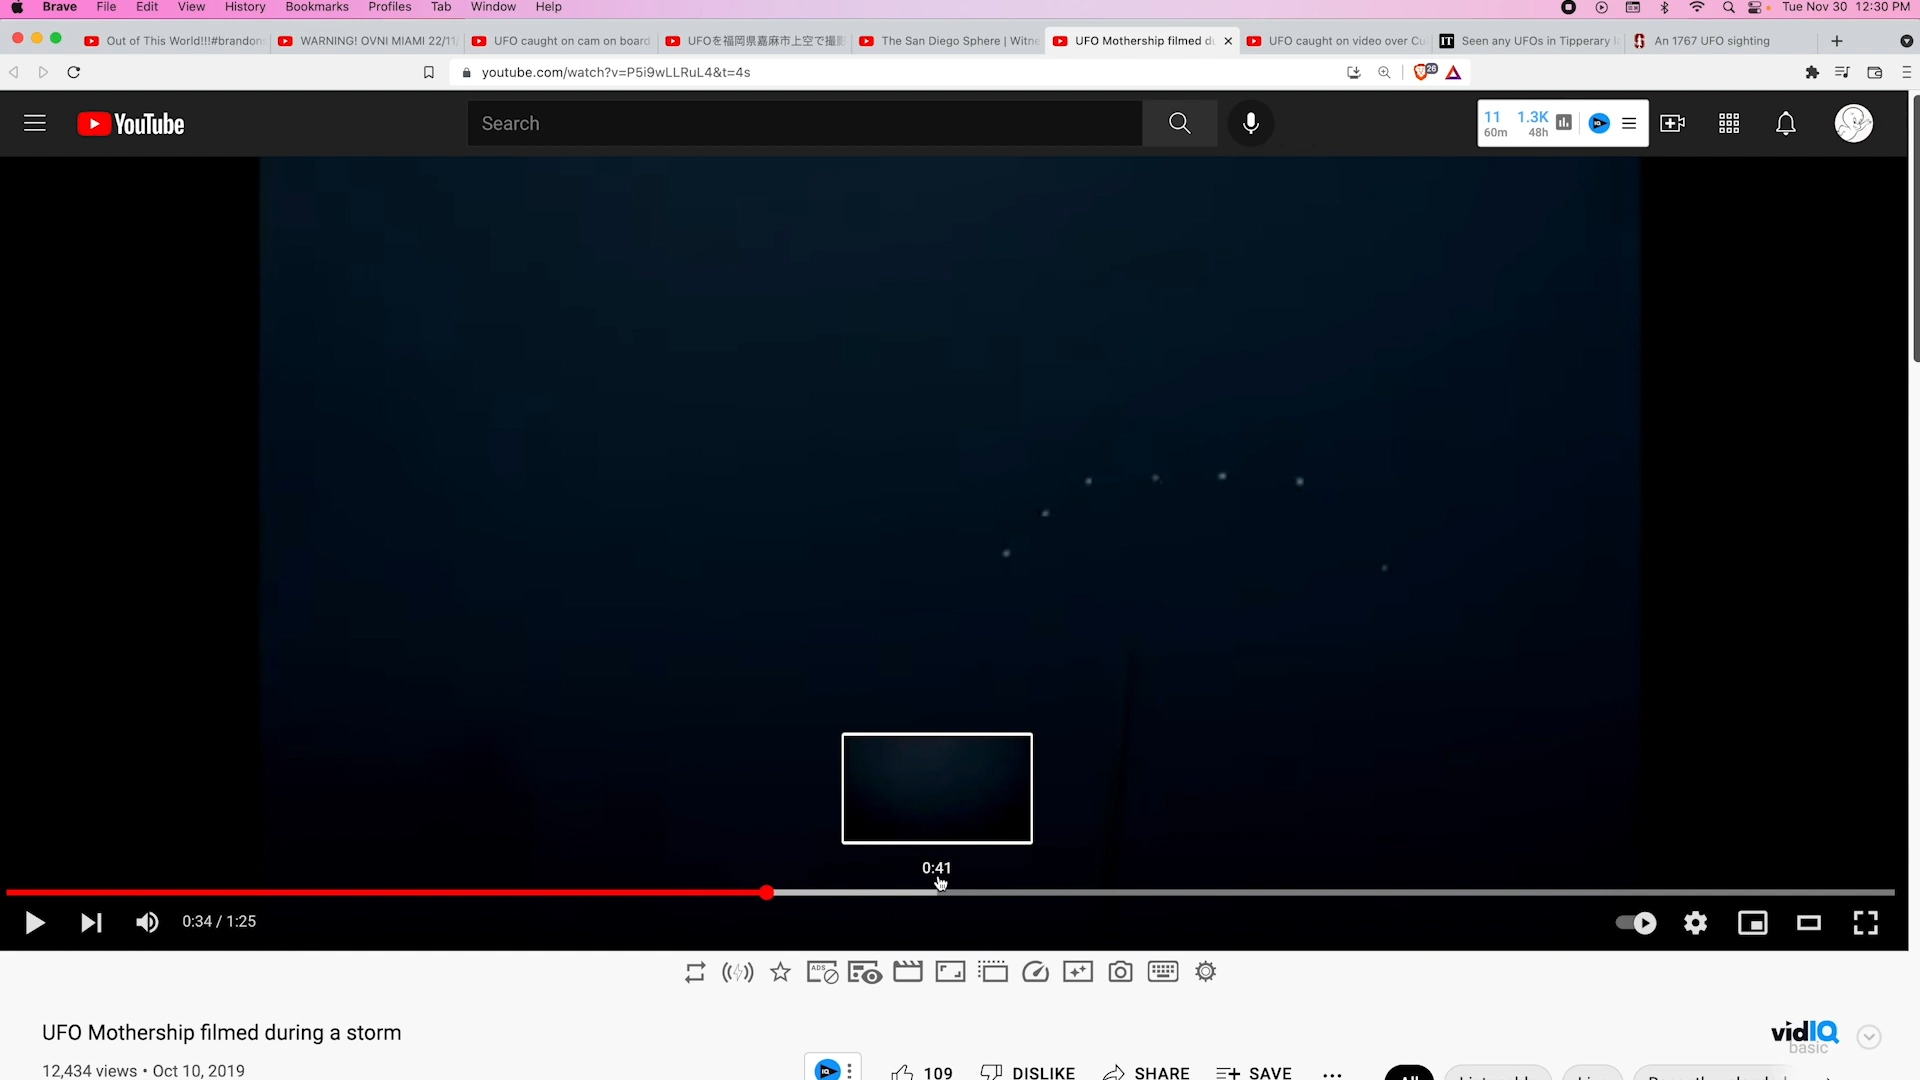 Brave File Edit View History Bookmarks Profiles Tab Window Help Tue Nov 30 12:30 PM
Out of This World!!!#brandon WARNING! OVNI MIAMI 22/11/ UFO caught on cam on board UFOを福岡県嘉麻市上空で撮影 The San Diego Sphere | Witne UFO Mothership filmed du UFO caught on video over Cu IT Seen any UFOs in Tipperary An 1767 UFO sighting
youtube.com/watch?v=P5i9wLLRuL4&t=4s 26
YouTube Search 11 1.3K
60m 48h
0:41
0:34 / 1:25
ADS
UFO Mothership filmed during a storm
vidIQ
basic
12,434 views • Oct 10, 2019 109 DISLIKE SHARE SAVE All